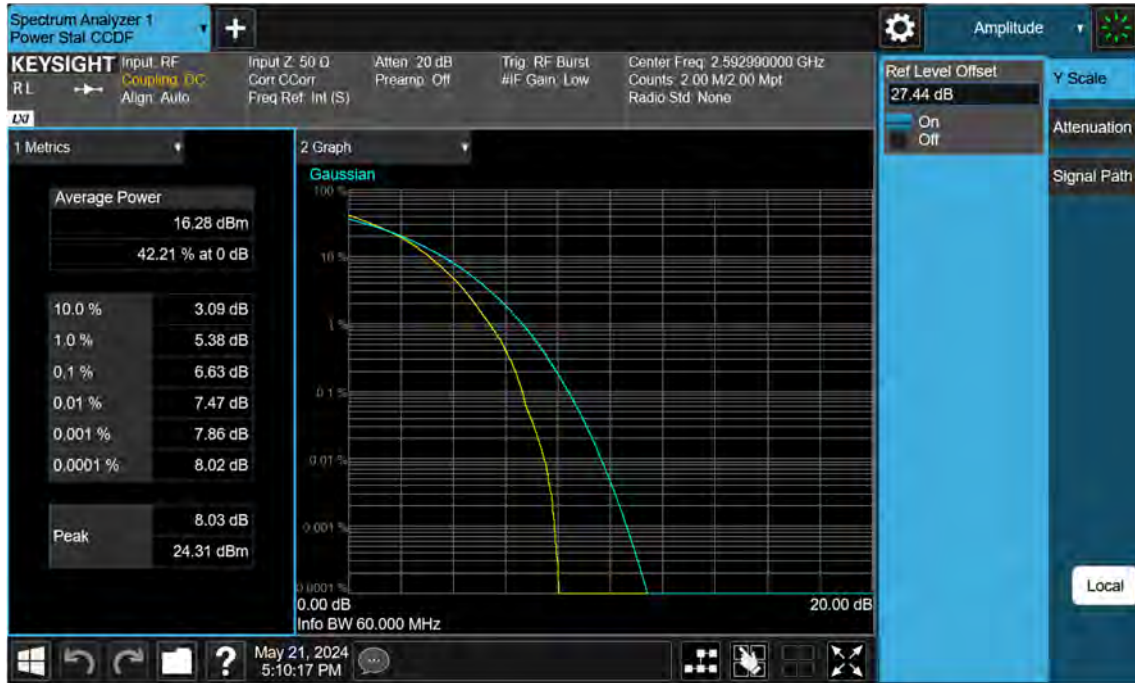 Spectrum Analyzer 1
Power Stat CCDF
Amplitude
KEYSIGHT
Input: RF
Coupling: DC
Align: Auto
RL
LXI
Input Z: 50 Ω
Corr CCorr
Freq Ref: Int (S)
Atten: 20 dB
Preamp: Off
Trig: RF Burst
#IF Gain: Low
Center Freq: 2.592990000 GHz
Counts: 2.00 M/2.00 Mpt
Radio Std: None
Ref Level Offset
27.44 dB
On
Off
Y Scale
Attenuation
Signal Path
1 Metrics
Average Power
16.28 dBm
42.21 % at 0 dB
10.0 % 3.09 dB
1.0 % 5.38 dB
0.1 % 6.63 dB
0.01 % 7.47 dB
0.001 % 7.86 dB
0.0001 % 8.02 dB
Peak
8.03 dB
24.31 dBm
2 Graph
Gaussian
100 %
10 %
1 %
0.1 %
0.01 %
0.001 %
0.0001 %
0.00 dB
20.00 dB
Info BW 60.000 MHz
Local
?
May 21, 2024
5:10:17 PM